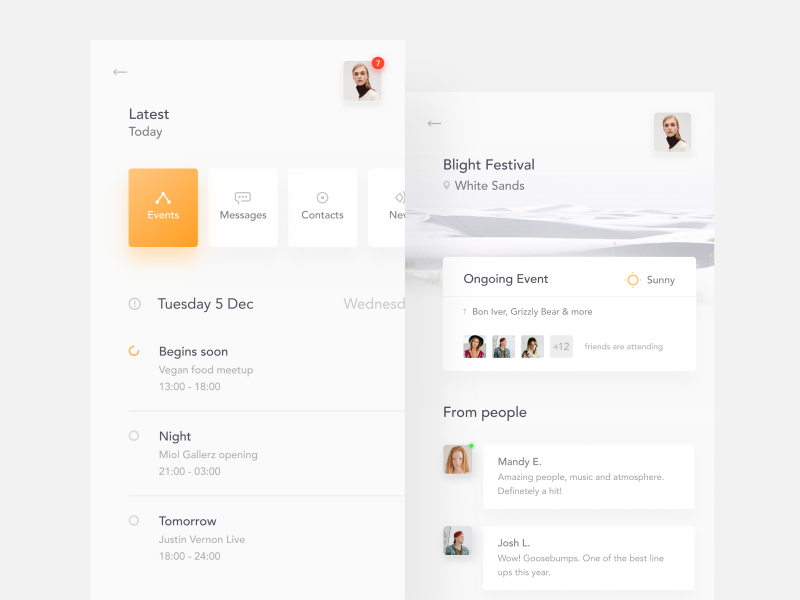 7
Latest
Today
Events
Messages
Contacts
Tuesday 5 Dec
Begins soon
Vegan food meetup
13:00 - 18:00
Night
Miol Gallerz opening
21:00 - 03:00
Tomorrow
Justin Vernon Live
18:00 - 24:00
Blight Festival
White Sands
Ongoing Event
Sunny
Bon Iver, Grizzly Bear & more
+12
friends are attending
From people
Mandy E.
Amazing people, music and atmosphere.
Definetely a hit!
Josh L.
Wow! Goosebumps. One of the best line
ups this year.